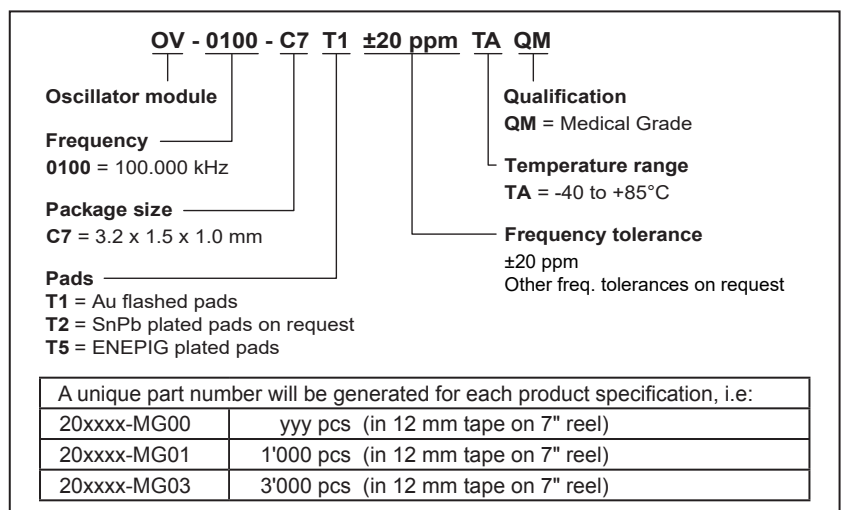 OV - 0100 - C7 T1 ±20 ppm TA QM
Oscillator module
Frequency
0100 = 100.000 kHz
Package size
C7 = 3.2 x 1.5 x 1.0 mm
Pads
T1 = Au flashed pads
T2 = SnPb plated pads on request
T5 = ENEPIG plated pads
Qualification
QM = Medical Grade
Temperature range
TA = -40 to +85°C
Frequency tolerance
±20 ppm
Other freq. tolerances on request
A unique part number will be generated for each product specification, i.e:
20xxxx-MG00 yyy pcs (in 12 mm tape on 7" reel)
20xxxx-MG01 1'000 pcs (in 12 mm tape on 7" reel)
20xxxx-MG03 3'000 pcs (in 12 mm tape on 7" reel)